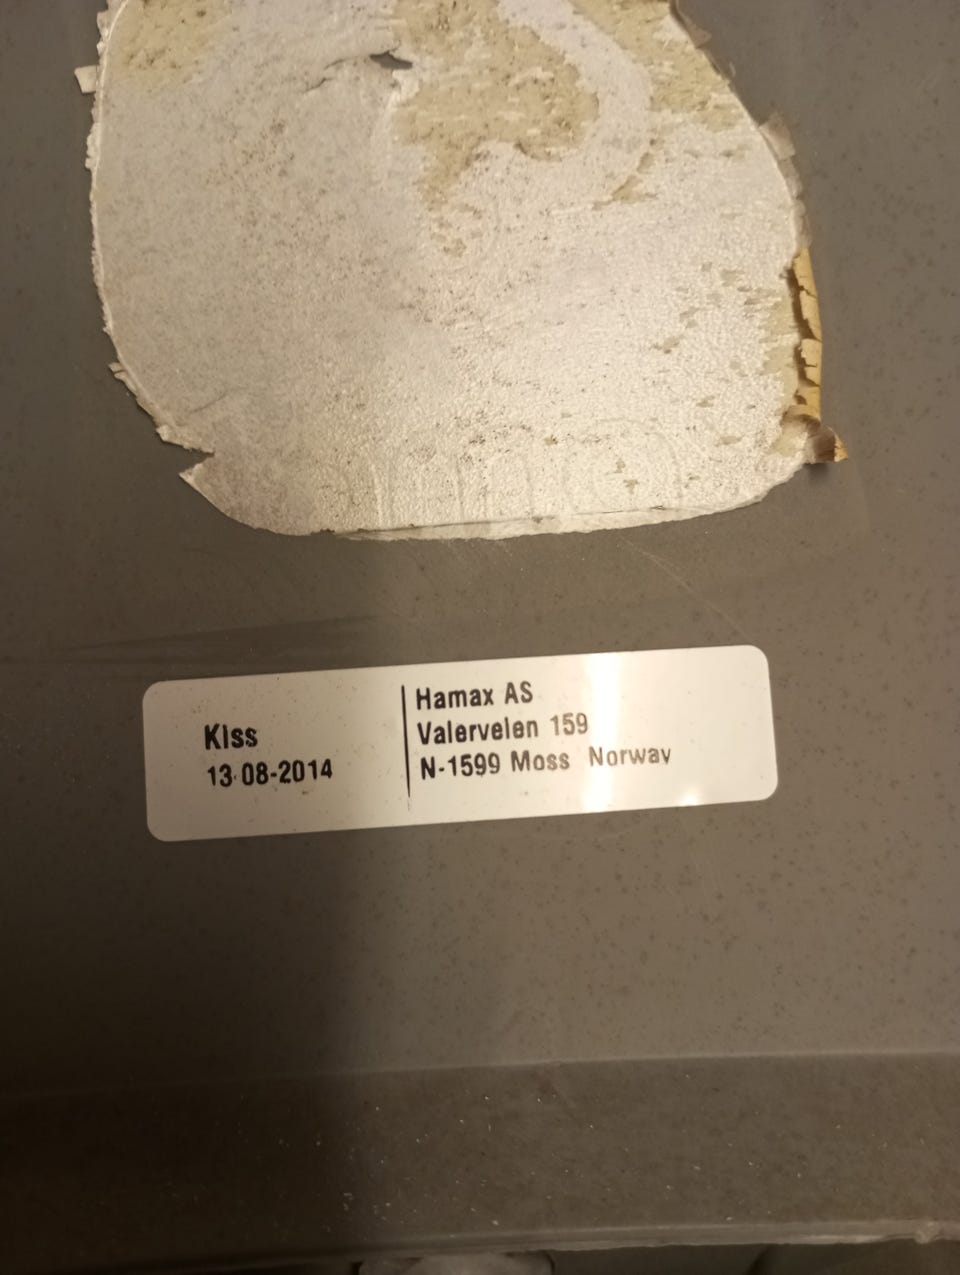 Kiss
13-08-2014
Hamax AS
Valerveien 159
N-1599 Moss Norway